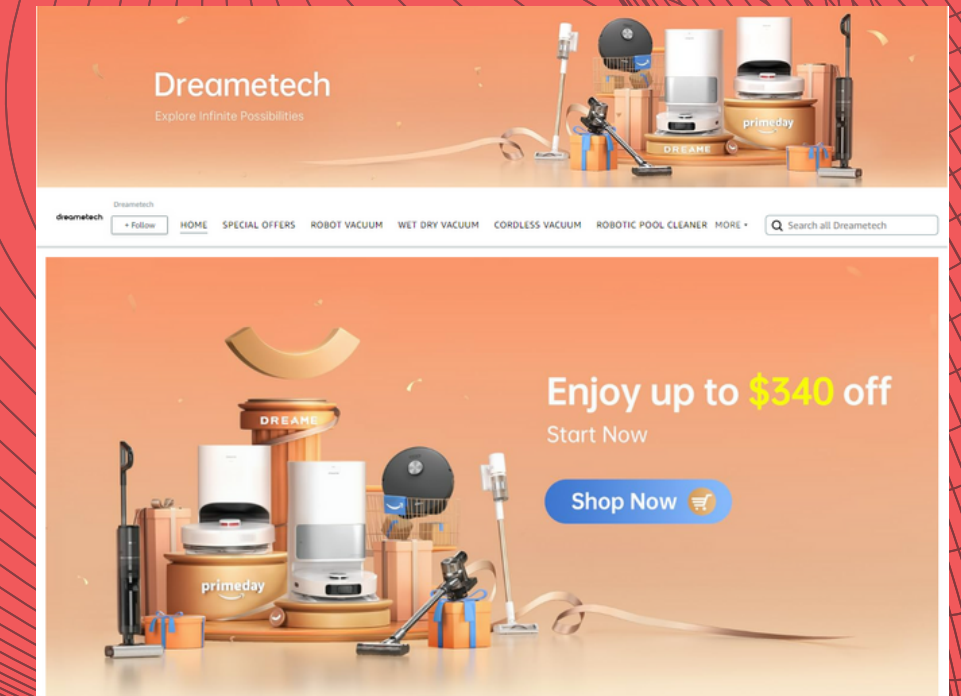 Dreametech
Explore Infinite Possibilities
primeday
DREAME
Dreametech
dreametech
+ Follow
HOME
SPECIAL OFFERS
ROBOT VACUUM
WET DRY VACUUM
CORDLESS VACUUM
ROBOTIC POOL CLEANER
MORE
Search all Dreametech
DREAME
Enjoy up to $340 off
Start Now
Shop Now
primeday